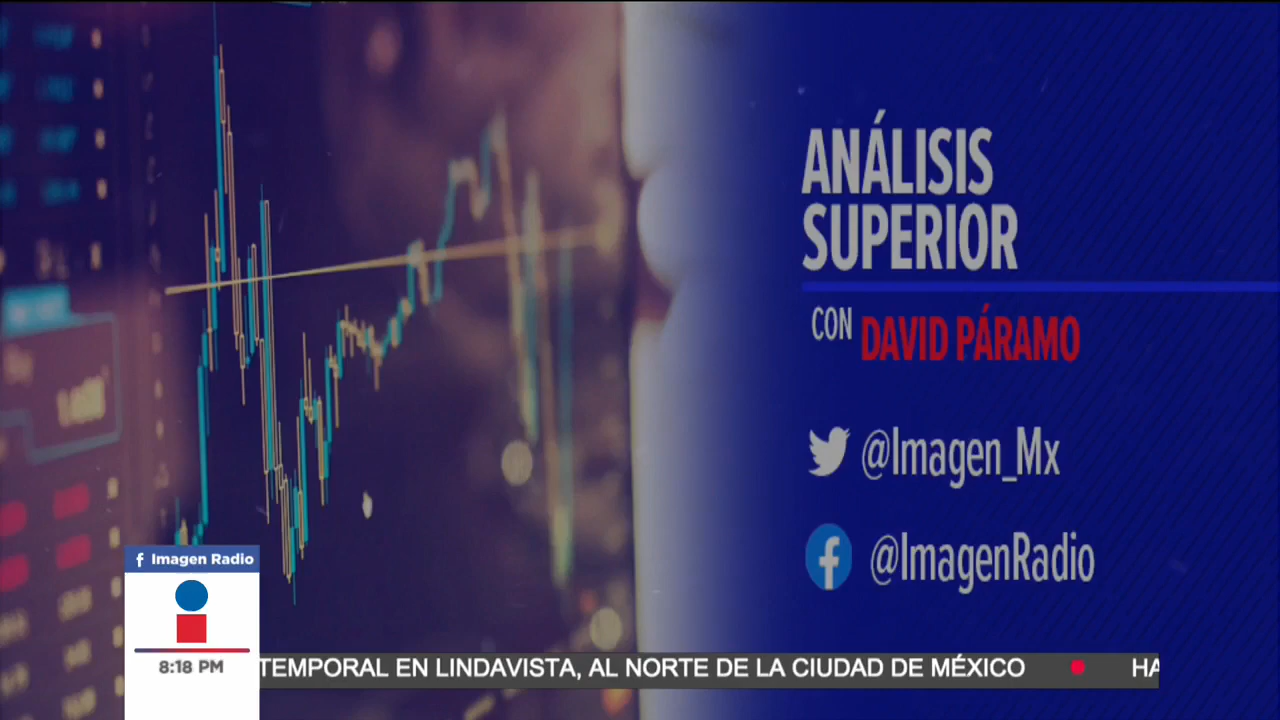 ANÁLISIS
SUPERIOR
CON DAVID PÁRAMO
@Imagen_Mx
@ImagenRadio
Imagen Radio
8:18 PM
TEMPORAL EN LINDAVISTA, AL NORTE DE LA CIUDAD DE MÉXICO